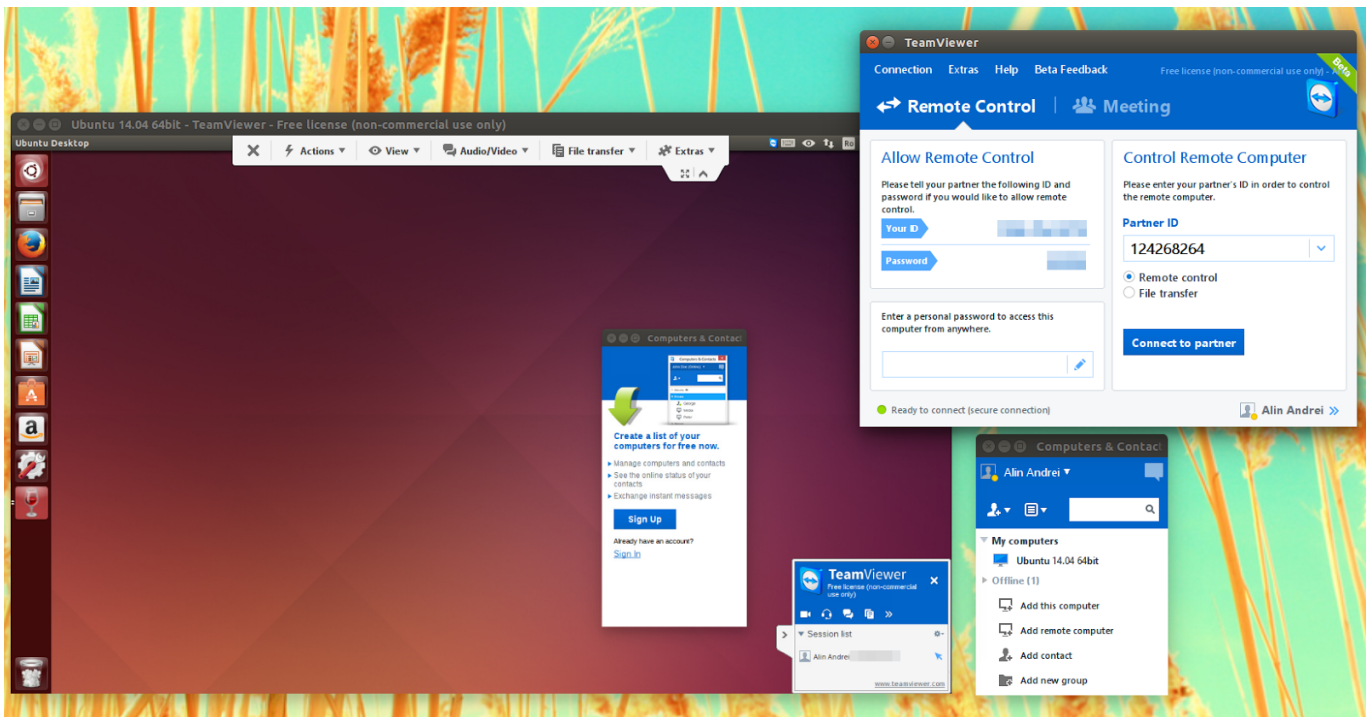 Ubuntu 14.04 64bit - TeamViewer - Free license (non-commercial use only)
Ubuntu Desktop
Actions
View
Audio/Video
File transfer
Extras
Ro
a
Computers & Contact
Create a list of your
computers for free now.
Manage computers and contacts
See the online status of your
contacts
Exchange instant messages
Sign Up
Already have an account?
Sign In
TeamViewer
Free license (non-commercial
use only)
Session list
Alin Andrei
www.teamviewer.com
TeamViewer
Connection Extras Help Beta Feedback
Free license (non-commercial use only) -
Beta
Remote Control
Meeting
Allow Remote Control
Please tell your partner the following ID and
password if you would like to allow remote
control.
Your ID
Password
Enter a personal password to access this
computer from anywhere.
Control Remote Computer
Please enter your partner's ID in order to control
the remote computer.
Partner ID
124268264
Remote control
File transfer
Connect to partner
Ready to connect (secure connection)
Alin Andrei
Computers & Contact
Alin Andrei
My computers
Ubuntu 14.04 64bit
Offline (1)
Add this computer
Add remote computer
Add contact
Add new group